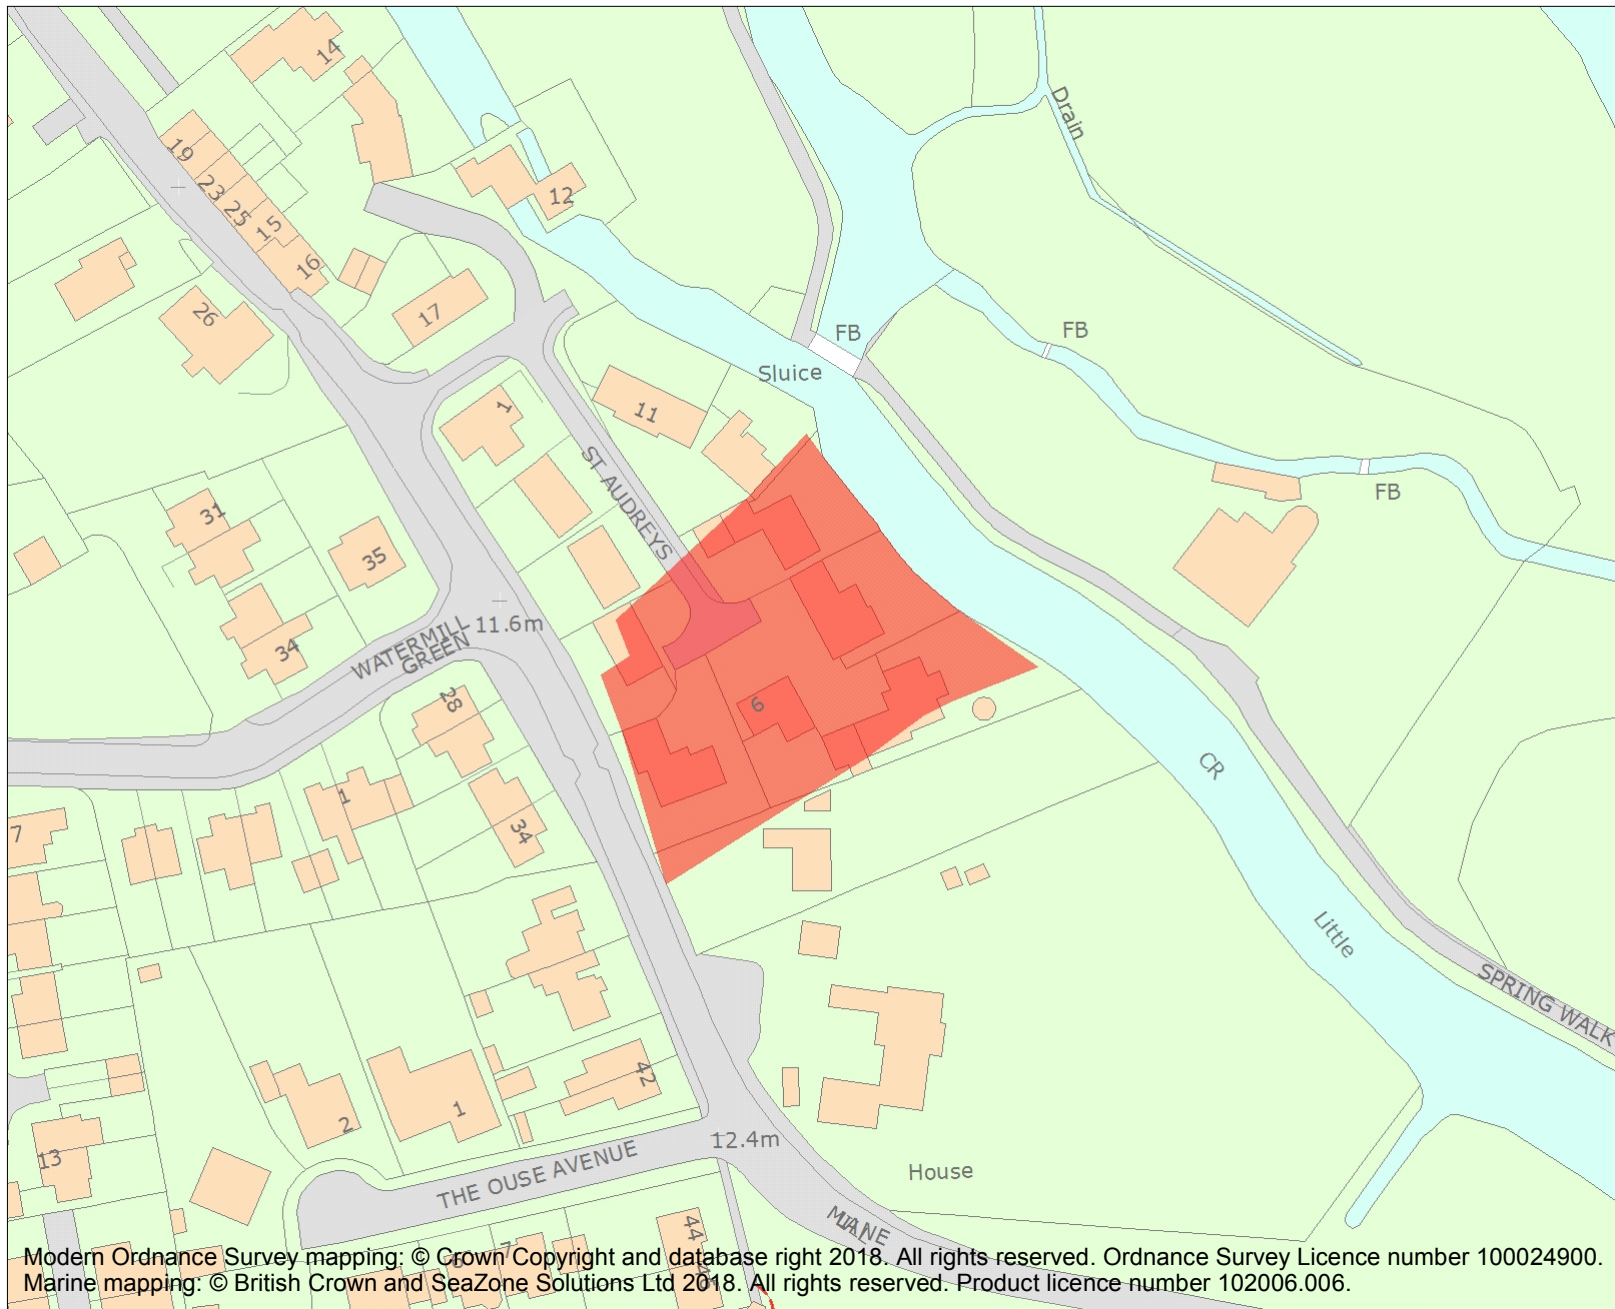 14
Drain
19
23
25
15
16
12
26
17
FB
FB
Sluice
1
11
ST AUDREYS
FB
31
35
11.6m
WATERMILL
GREEN
34
28
6
CR
1
34
7
Little
SPRING WALK
42
2
1
13
12.4m
THE OUSE AVENUE
House
LANE
44
7
Modern Ordnance Survey mapping: © Crown Copyright and database right 2018. All rights reserved. Ordnance Survey Licence number 100024900.
Marine mapping: © British Crown and SeaZone Solutions Ltd 2018. All rights reserved. Product licence number 102006.006.